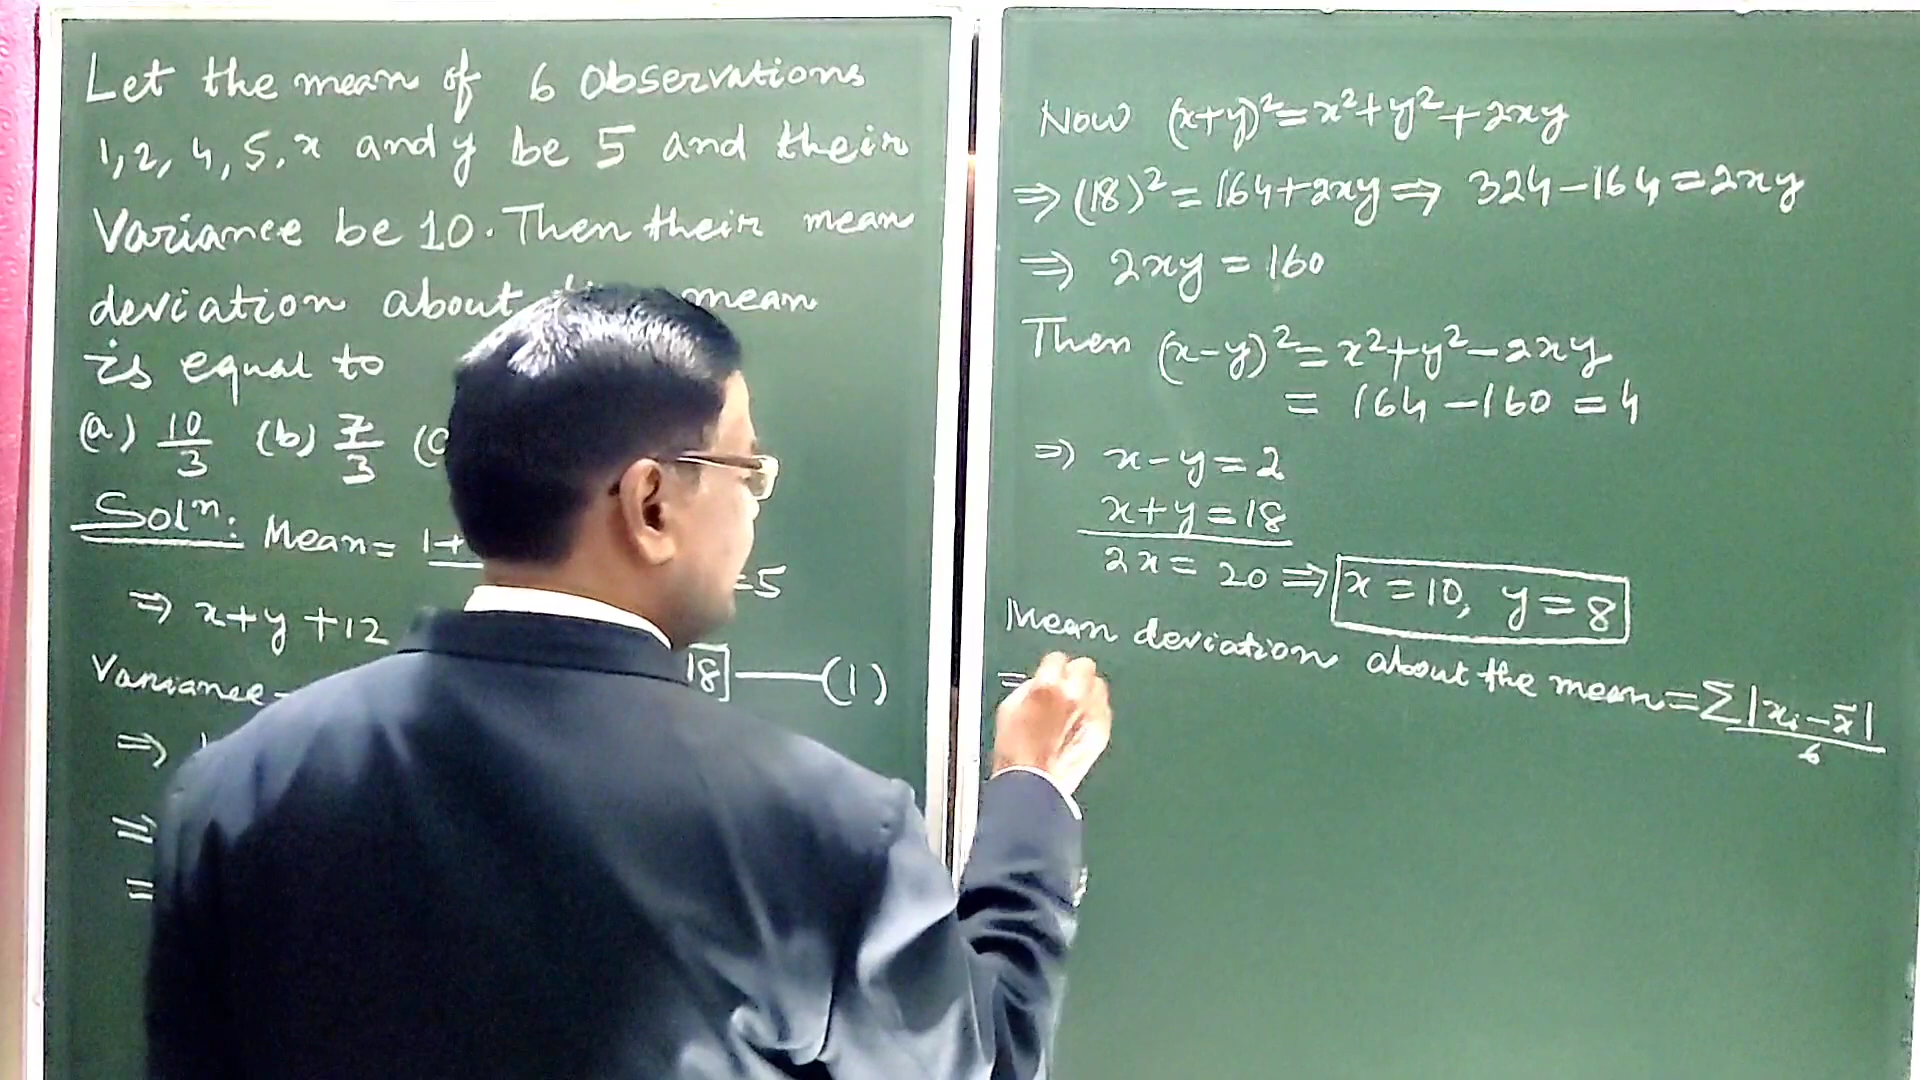 Let the mean of 6 observations
1, 2, 4, 5, x and y be 5 and their
Variance be 10. Then their mean
deviation about mean
is equal to
(a) 10/3 (b) 7/3 (c
Solⁿ: Mean = 1+ =5
⇒ x+y+12
18 —(1)
Variance =
⇒
⇒
=
Now (x+y)²=x²+y²+2xy
⇒ (18)²=164+2xy ⇒ 324-164=2xy
⇒ 2xy = 160
Then (x-y)²=x²+y²-2xy
= 164-160=4
⇒ x-y=2
x+y=18
2x = 20 ⇒ x=10, y=8
Mean deviation about the mean = Σ|xᵢ-x̄|/6
=